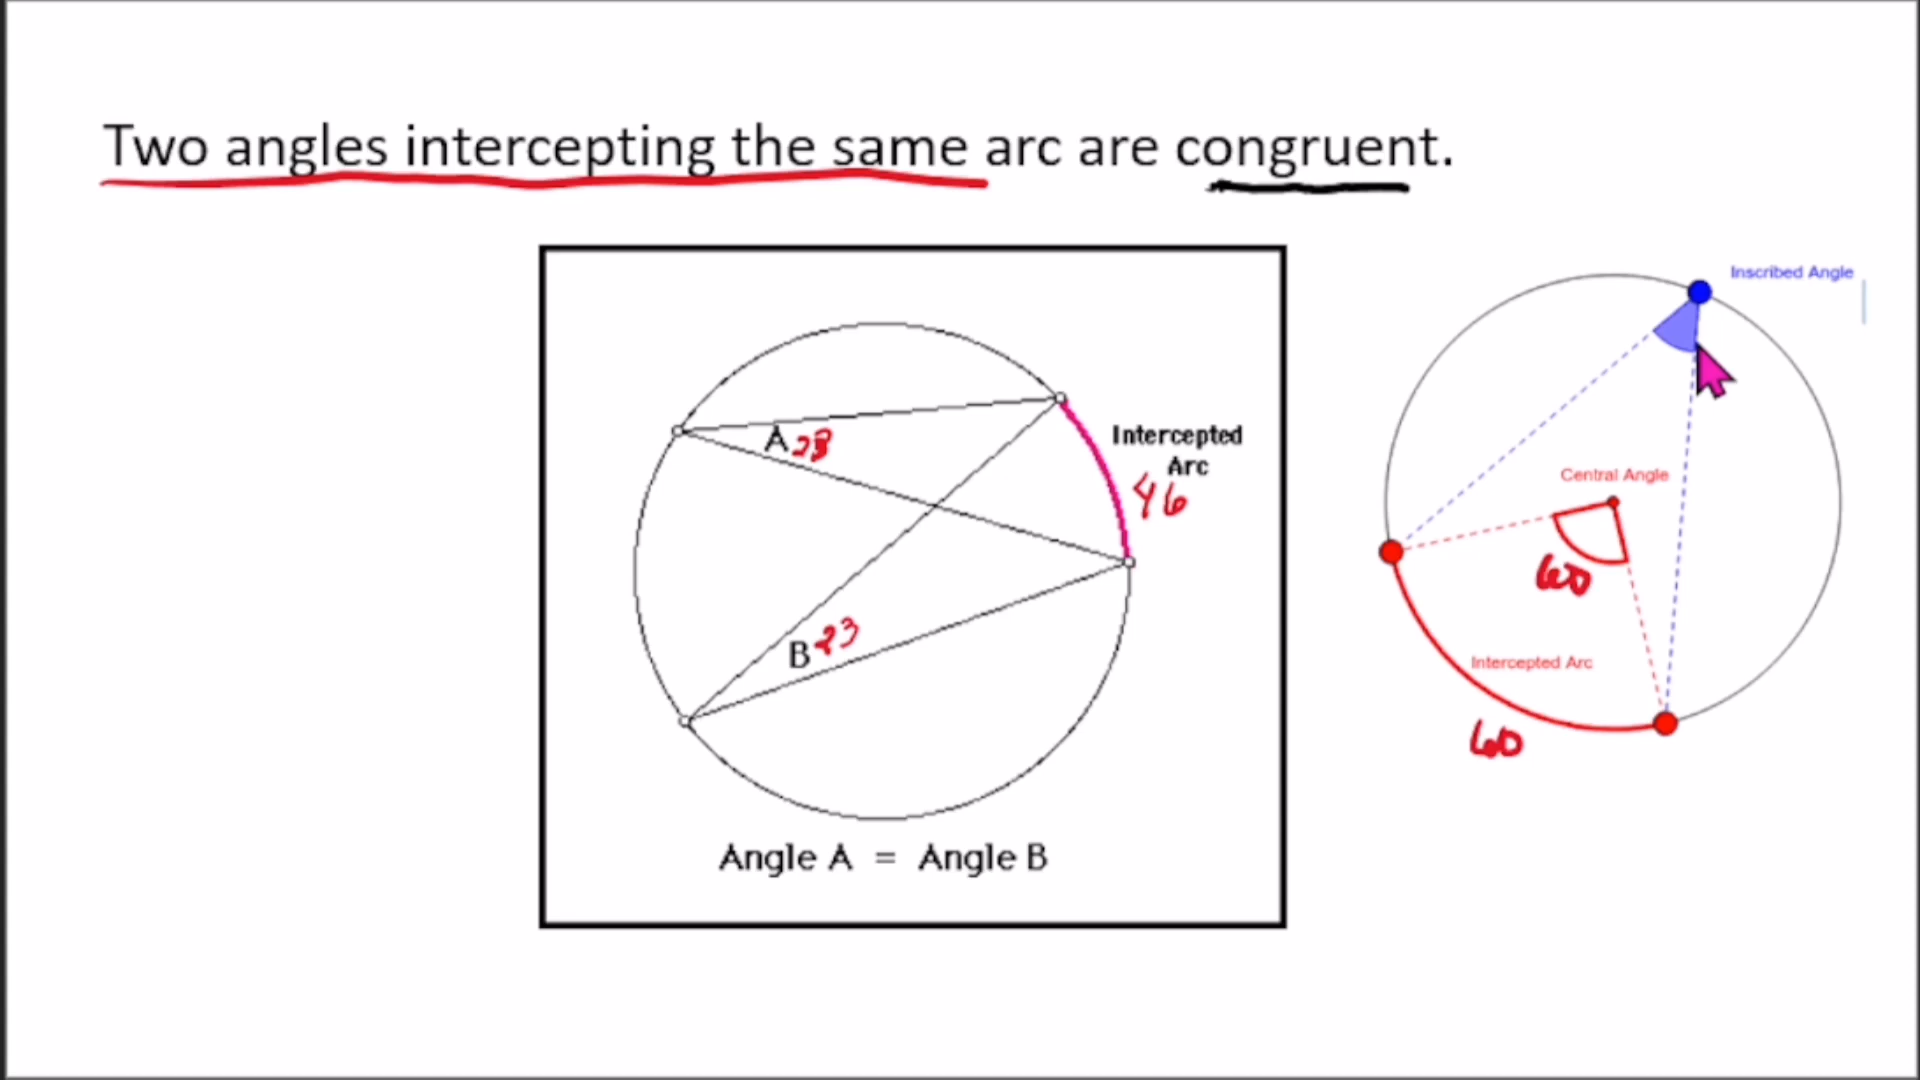 Two angles intercepting the same arc are congruent.
Inscribed Angle
Intercepted
Arc
46
A 23
B 23
Angle A = Angle B
Central Angle
60
Intercepted Arc
60